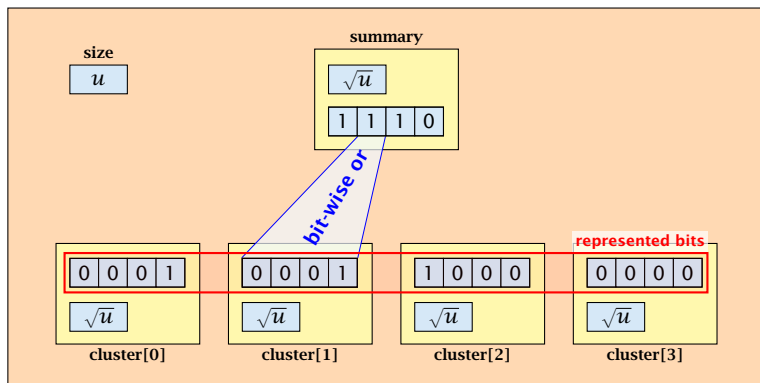 summary
size
u
√u
1 1 1 0
bit-wise or
represented bits
0 0 0 1
0 0 0 1
1 0 0 0
0 0 0 0
√u
√u
√u
√u
cluster[0]
cluster[1]
cluster[2]
cluster[3]